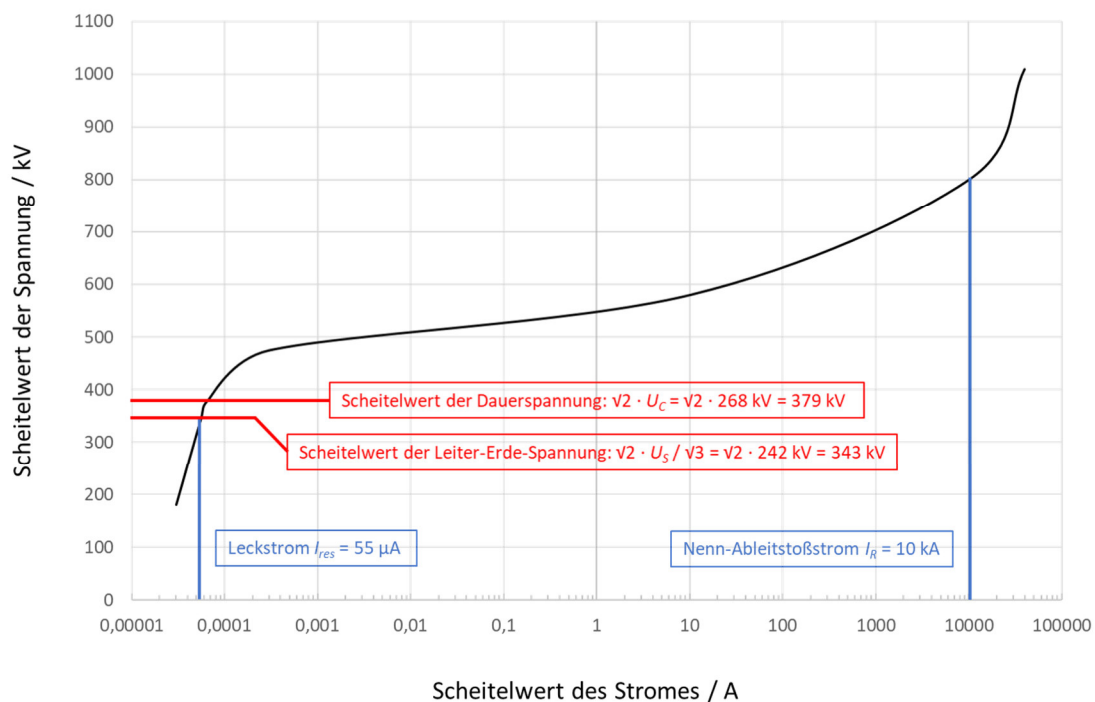 Scheitelwert der Spannung / kV
1100
1000
900
800
700
600
500
400
300
200
100
0
Scheitelwert der Dauerspannung: √2 · U_C = √2 · 268 kV = 379 kV
Scheitelwert der Leiter-Erde-Spannung: √2 · U_S / √3 = √2 · 242 kV = 343 kV
Leckstrom I_res = 55 µA
Nenn-Ableitstoßstrom I_R = 10 kA
0,00001 0,0001 0,001 0,01 0,1 1 10 100 1000 10000 100000
Scheitelwert des Stromes / A